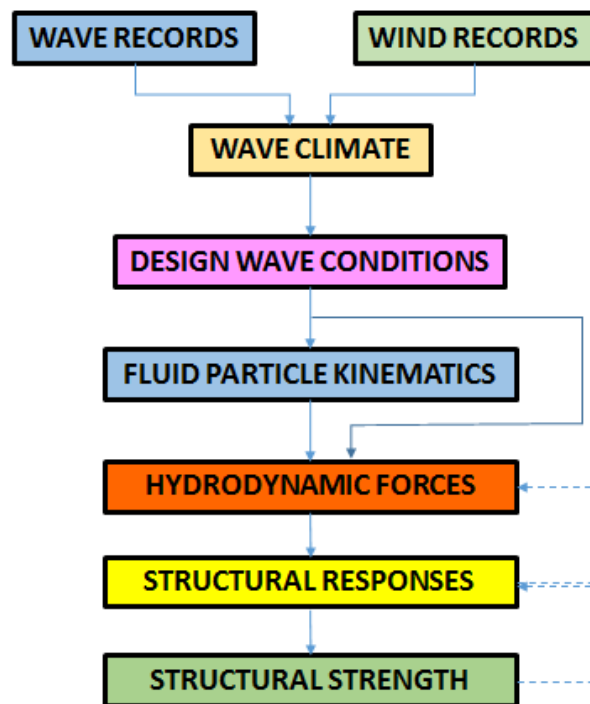 WAVE RECORDS
WIND RECORDS
WAVE CLIMATE
DESIGN WAVE CONDITIONS
FLUID PARTICLE KINEMATICS
HYDRODYNAMIC FORCES
STRUCTURAL RESPONSES
STRUCTURAL STRENGTH